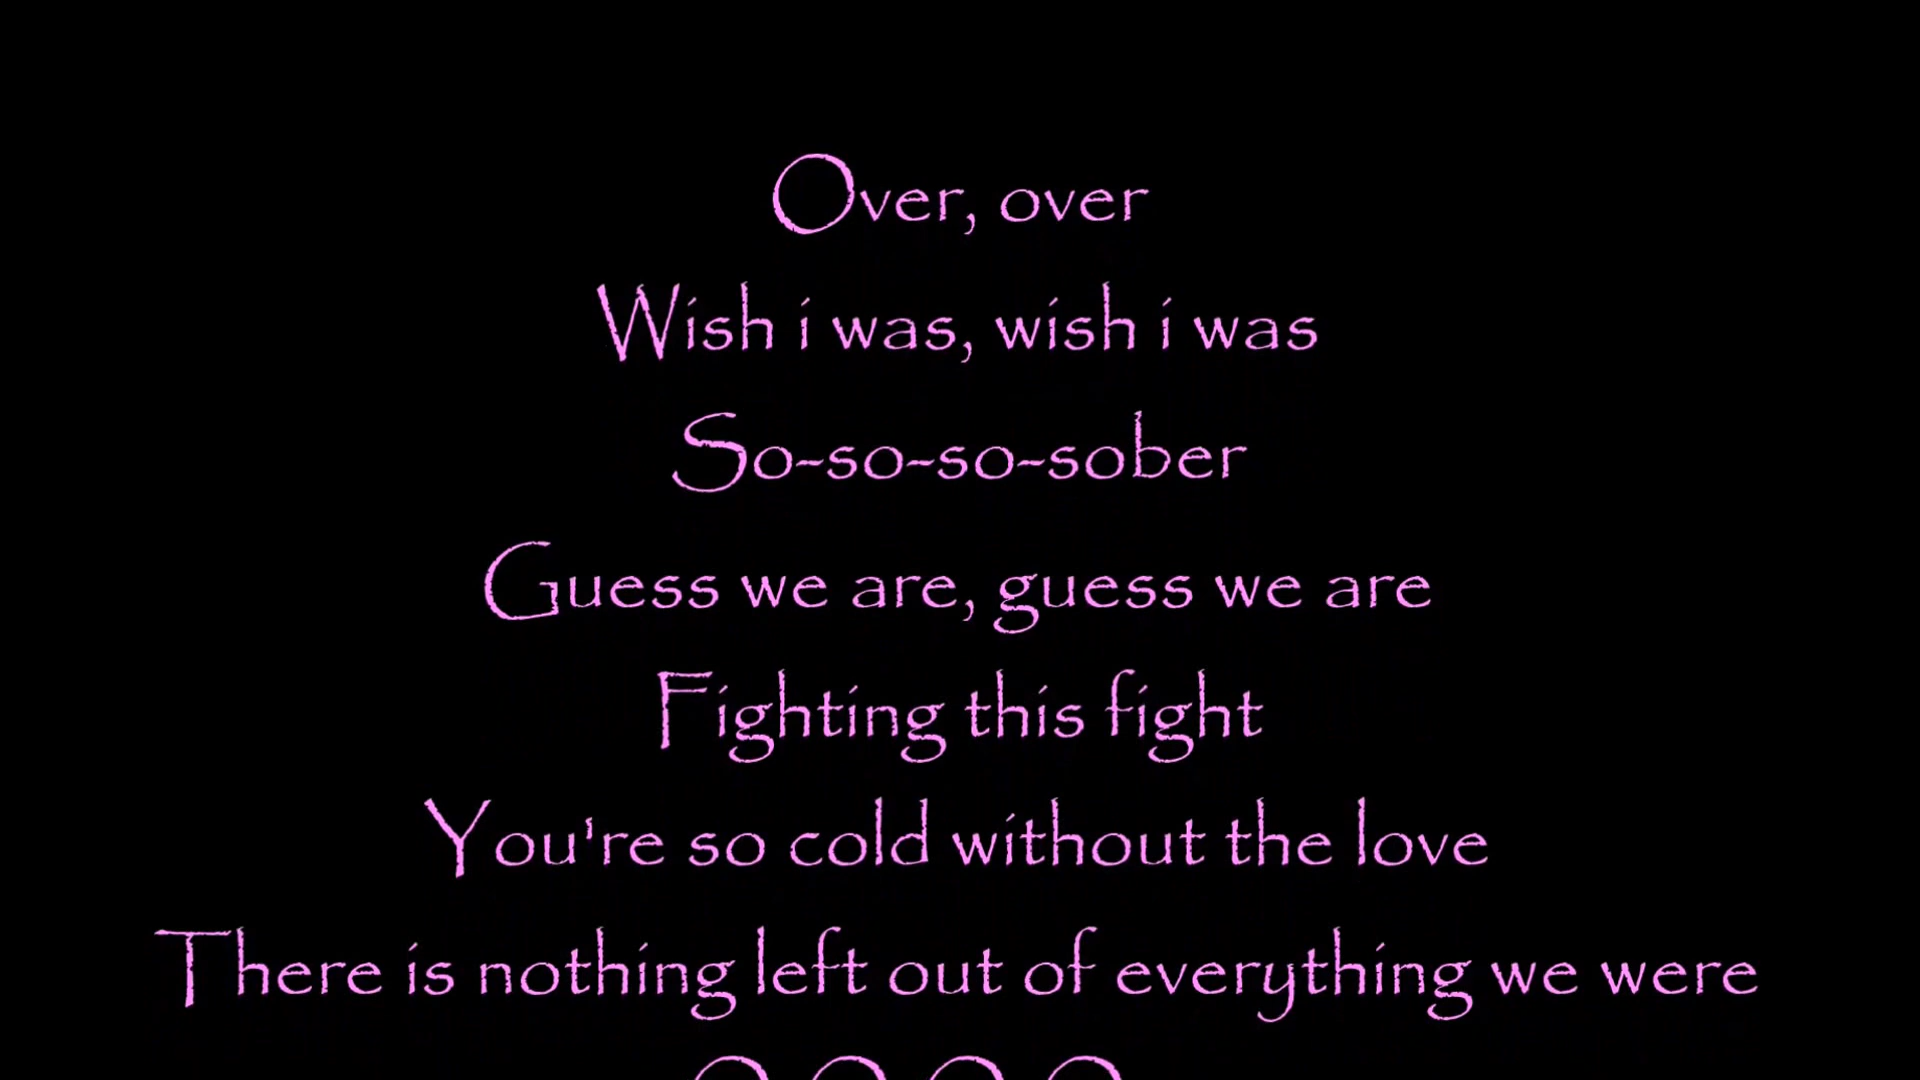 Over, over
Wish i was, wish i was
So-so-so-sober
Guess we are, guess we are
Fighting this fight
You're so cold without the love
There is nothing left out of everything we were